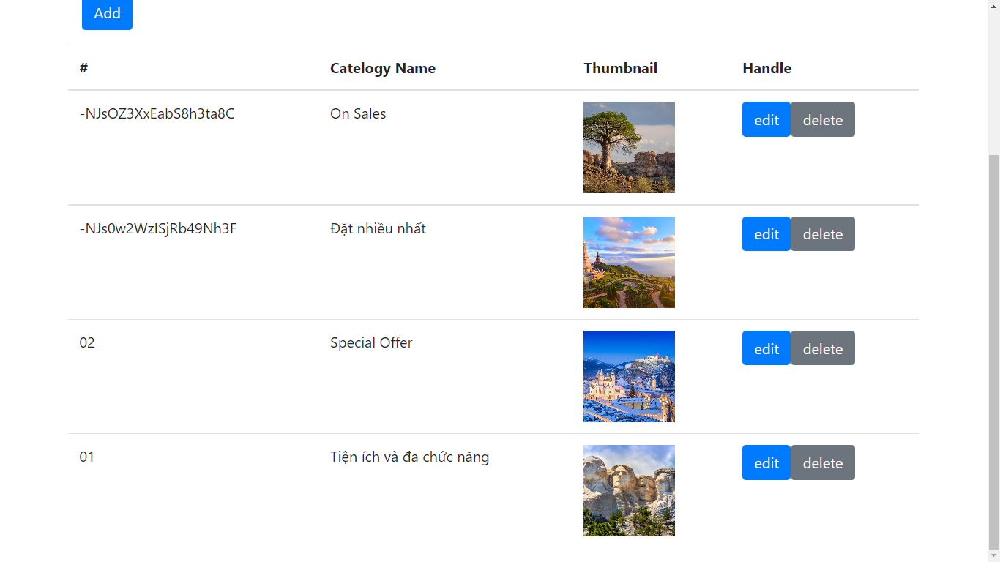 Add
# Catelogy Name Thumbnail Handle
-NJsOZ3XxEabS8h3ta8C On Sales edit delete
-NJs0w2WzISjRb49Nh3F Đặt nhiều nhất edit delete
02 Special Offer edit delete
01 Tiện ích và đa chức năng edit delete